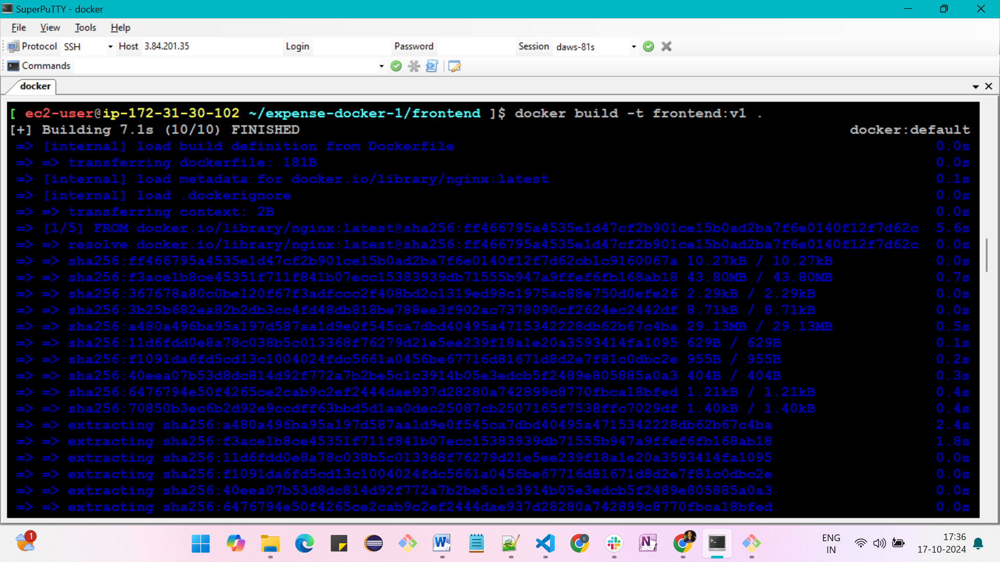 SuperPuTTY - docker
File View Tools Help
Protocol SSH Host 3.84.201.35 Login Password Session daws-81s
Commands
docker
[ ec2-user@ip-172-31-30-102 ~/expense-docker-1/frontend ]$ docker build -t frontend:v1 .
[+] Building 7.1s (10/10) FINISHED docker:default
=> [internal] load build definition from Dockerfile 0.0s
=> => transferring dockerfile: 181B 0.0s
=> [internal] load metadata for docker.io/library/nginx:latest 0.1s
=> [internal] load .dockerignore 0.0s
=> => transferring context: 2B 0.0s
=> [1/5] FROM docker.io/library/nginx:latest@sha256:ff466795a4535e1d47cf2b901ce15b0ad2ba7f6e0140f12f7d62c 5.6s
=> => resolve docker.io/library/nginx:latest@sha256:ff466795a4535e1d47cf2b901ce15b0ad2ba7f6e0140f12f7d62c 0.0s
=> => sha256:ff466795a4535e1d47cf2b901ce15b0ad2ba7f6e0140f12f7d62cb1c9160067a 10.27kB / 10.27kB 0.0s
=> => sha256:f3ace1b8ce45351f711f841b07ecc15383939db71555b947a9ffef6fb168ab18 43.80MB / 43.80MB 0.7s
=> => sha256:367678a80c0be120f67f3adfccc2f408bd2c1319ed98c1975ac88e750d0efe26 2.29kB / 2.29kB 0.0s
=> => sha256:3b25b682ea82b2db3cc4fd48db818be788ee3f902ac7378090cf2624ec2442df 8.71kB / 8.71kB 0.0s
=> => sha256:a480a496ba95a197d587aa1d9e0f545ca7dbd40495a4715342228db62b67c4ba 29.13MB / 29.13MB 0.5s
=> => sha256:11d6fdd0e8a78c038b5c013368f76279d21e5ee239f18a1e20a3593414fa1095 629B / 629B 0.1s
=> => sha256:f1091da6fd5cd13c1004024fdc5661a0456be67716d81671d8d2e7f81c0dbc2e 955B / 955B 0.2s
=> => sha256:40eea07b53d8dc814d92f772a7b2be5c1c3914b05e3edcb5f2489e805885a0a3 404B / 404B 0.3s
=> => sha256:6476794e50f4265ce2cab9c2ef2444dae937d28280a742899c8770fbca18bfed 1.21kB / 1.21kB 0.4s
=> => sha256:70850b3ec6b2d92e9ccdff63bbd5d1aa0dec25087cb2507165f7538ffc7029df 1.40kB / 1.40kB 0.4s
=> => extracting sha256:a480a496ba95a197d587aa1d9e0f545ca7dbd40495a4715342228db62b67c4ba 2.4s
=> => extracting sha256:f3ace1b8ce45351f711f841b07ecc15383939db71555b947a9ffef6fb168ab18 1.8s
=> => extracting sha256:11d6fdd0e8a78c038b5c013368f76279d21e5ee239f18a1e20a3593414fa1095 0.0s
=> => extracting sha256:f1091da6fd5cd13c1004024fdc5661a0456be67716d81671d8d2e7f81c0dbc2e 0.0s
=> => extracting sha256:40eea07b53d8dc814d92f772a7b2be5c1c3914b05e3edcb5f2489e805885a0a3 0.0s
=> => extracting sha256:6476794e50f4265ce2cab9c2ef2444dae937d28280a742899c8770fbca18bfed 0.0s
1
ENG
IN
17:36
17-10-2024